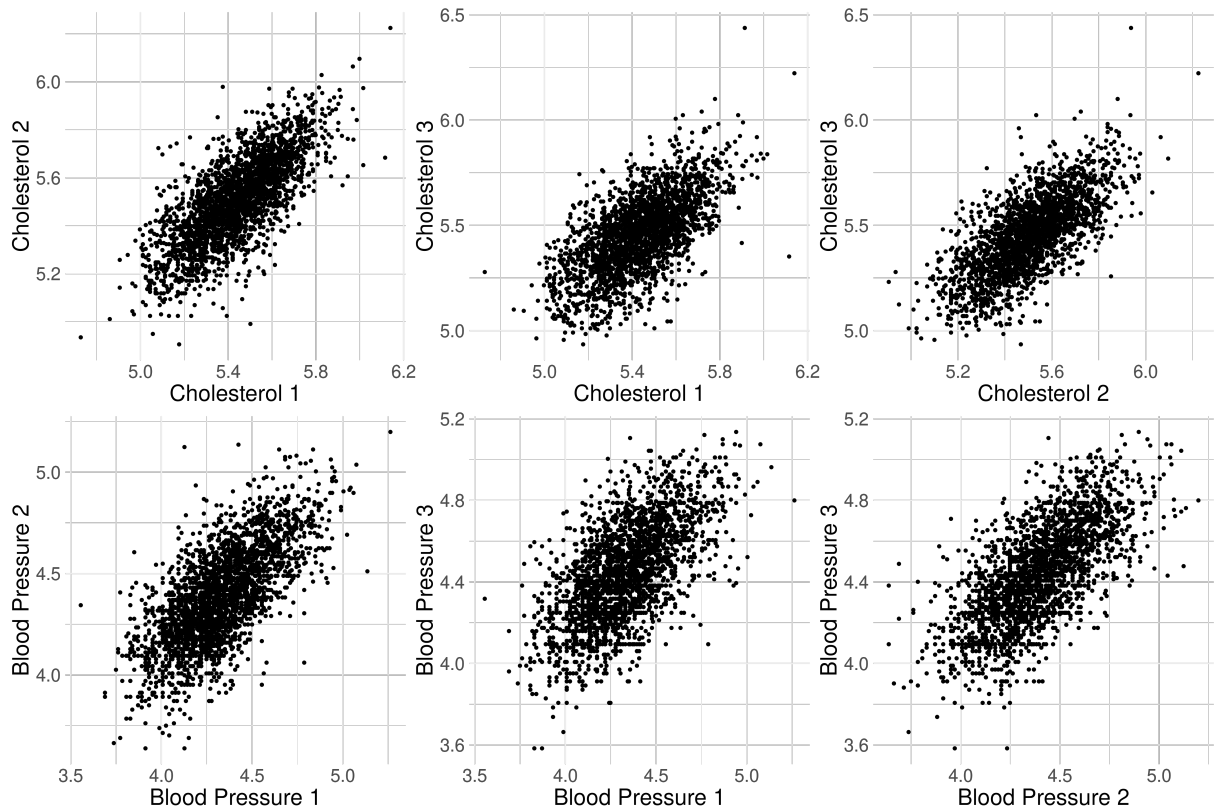 6.0
5.6
5.2
Cholesterol 2
5.0 5.4 5.8 6.2
Cholesterol 1
6.5
6.0
5.5
5.0
Cholesterol 3
5.0 5.4 5.8 6.2
Cholesterol 1
6.5
6.0
5.5
5.0
Cholesterol 3
5.2 5.6 6.0
Cholesterol 2
5.0
4.5
4.0
Blood Pressure 2
3.5 4.0 4.5 5.0
Blood Pressure 1
5.2
4.8
4.4
4.0
3.6
Blood Pressure 3
3.5 4.0 4.5 5.0
Blood Pressure 1
5.2
4.8
4.4
4.0
3.6
Blood Pressure 3
4.0 4.5 5.0
Blood Pressure 2